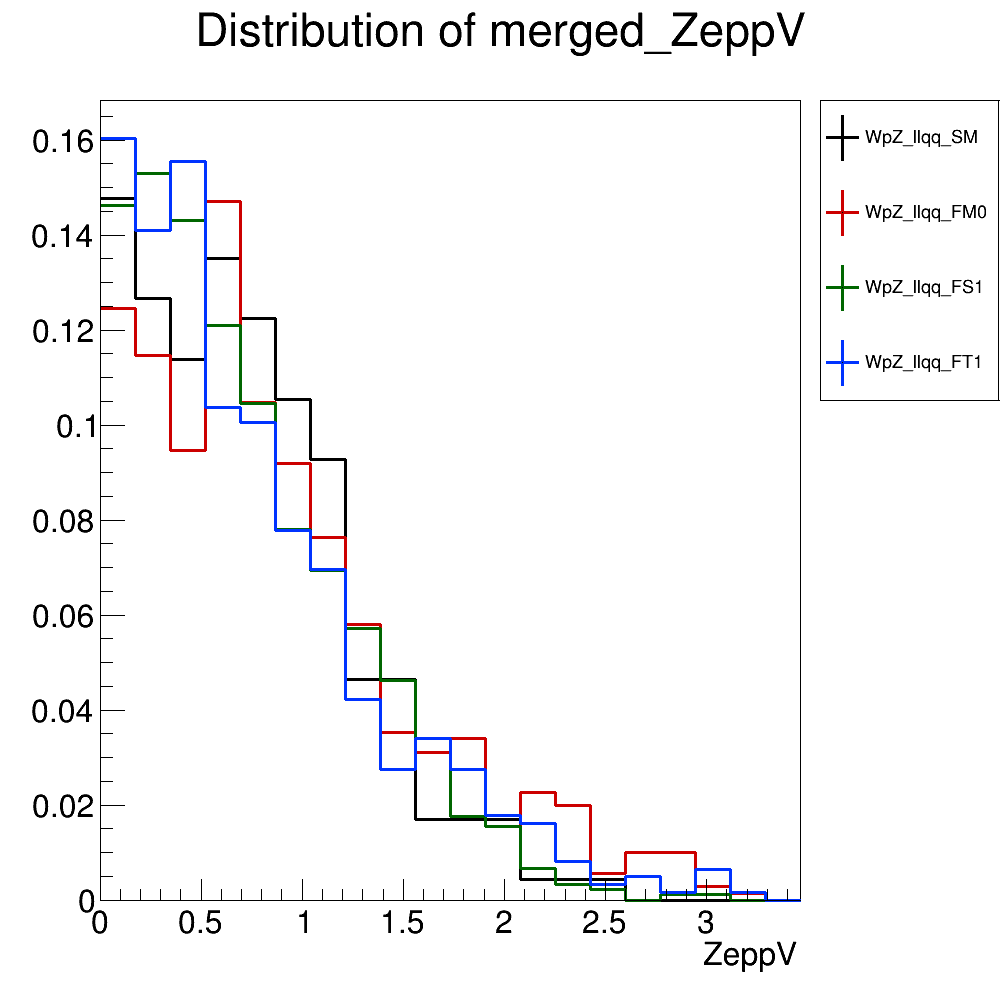 Distribution of merged_ZeppV
WpZ_llqq_SM
WpZ_llqq_FM0
WpZ_llqq_FS1
WpZ_llqq_FT1
0.16
0.14
0.12
0.1
0.08
0.06
0.04
0.02
0
0 0.5 1 1.5 2 2.5 3
ZeppV